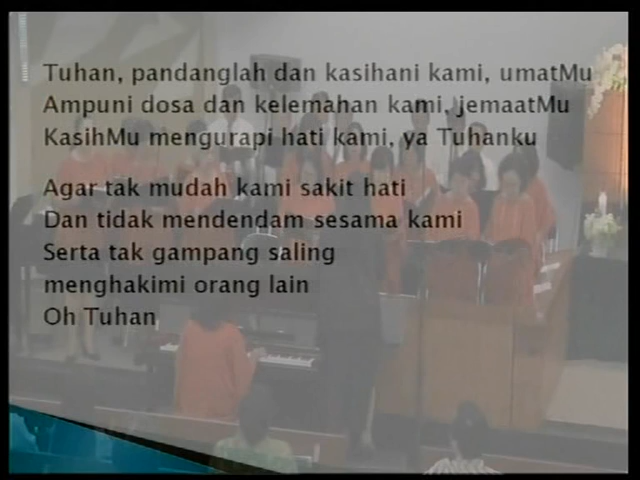 Tuhan, pandanglah dan kasihani kami, umatMu
Ampuni dosa dan kelemahan kami, jemaatMu
KasihMu mengurapi hati kami, ya Tuhanku
Agar tak mudah kami sakit hati
Dan tidak mendendam sesama kami
Serta tak gampang saling
menghakimi orang lain
Oh Tuhan